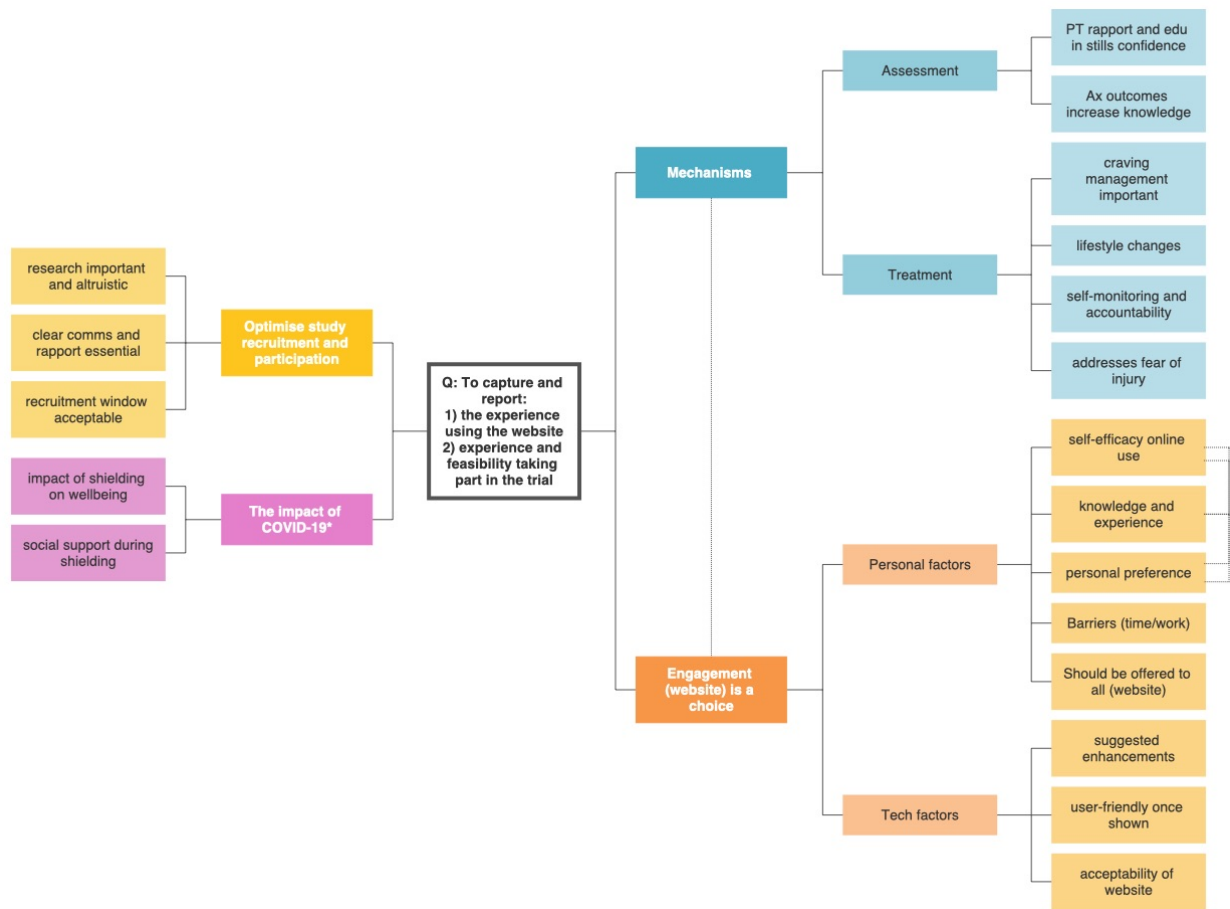 research important
and altruistic
clear comms and
rapport essential
recruitment window
acceptable
impact of shielding
on wellbeing
social support during
shielding
Optimise study
recruitment and
participation
The impact of
COVID-19*
Q: To capture and
report:
1) the experience
using the website
2) experience and
feasibility taking
part in the trial
Mechanisms
Engagement
(website) is a
choice
Assessment
Treatment
Personal factors
Tech factors
PT rapport and edu
in stills confidence
Ax outcomes
increase knowledge
craving
management
important
lifestyle changes
self-monitoring and
accountability
addresses fear of
injury
self-efficacy online
use
knowledge and
experience
personal preference
Barriers (time/work)
Should be offered to
all (website)
suggested
enhancements
user-friendly once
shown
acceptability of
website